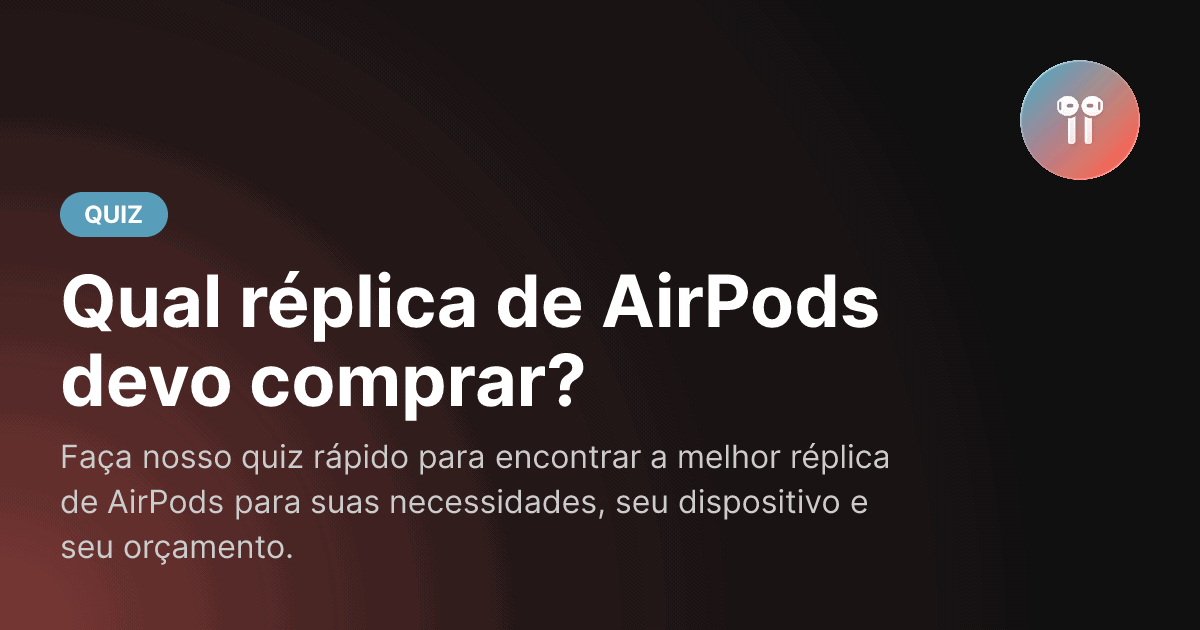 QUIZ
Qual réplica de AirPods
devo comprar?
Faça nosso quiz rápido para encontrar a melhor réplica
de AirPods para suas necessidades, seu dispositivo e
seu orçamento.